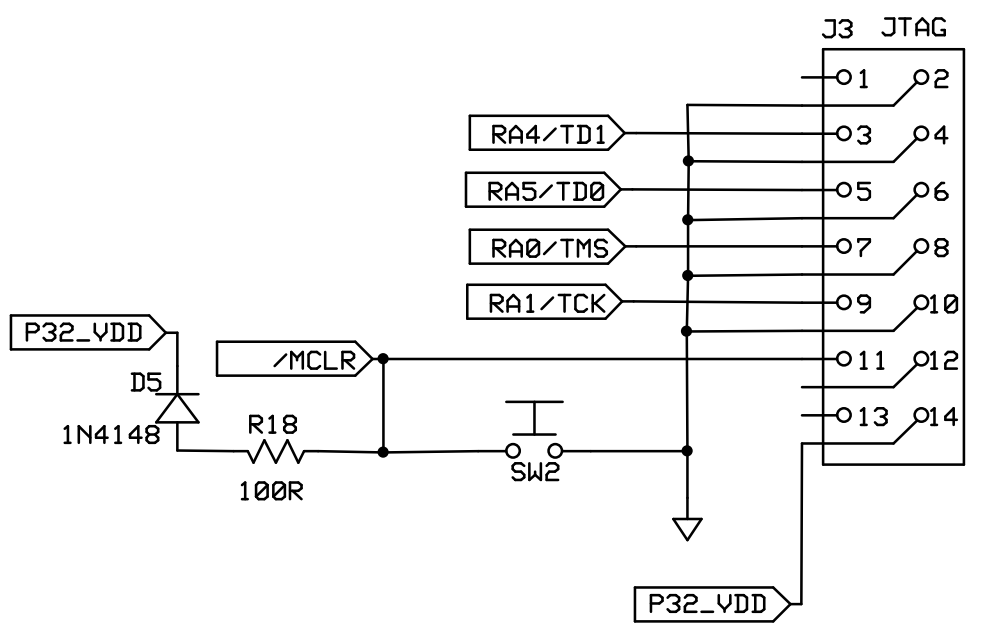 J3 JTAG
1 2
RA4/TD1 3 4
RA5/TD0 5 6
RA0/TMS 7 8
RA1/TCK 9 10
P32_VDD
/MCLR 11 12
D5
1N4148
R18
13 14
SW2
100R
P32_VDD